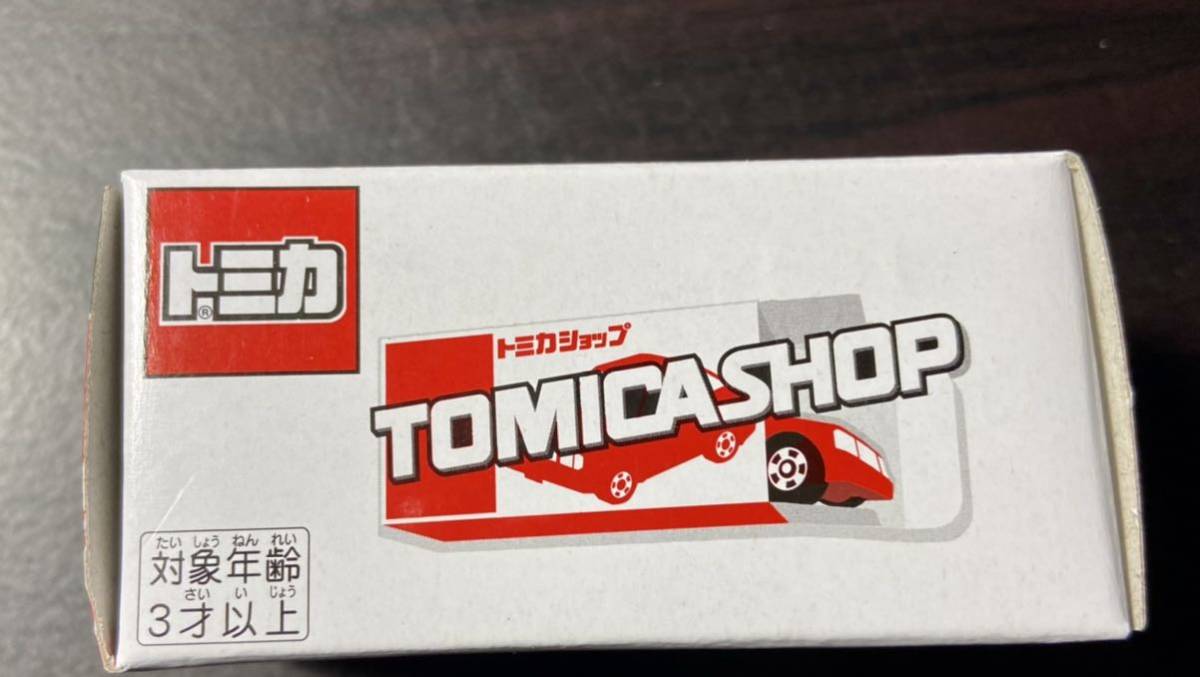 トミカ®
トミカショップ
TOMICASHOP
たいしょうねんれい
対象年齢
さいいじょう
3才以上